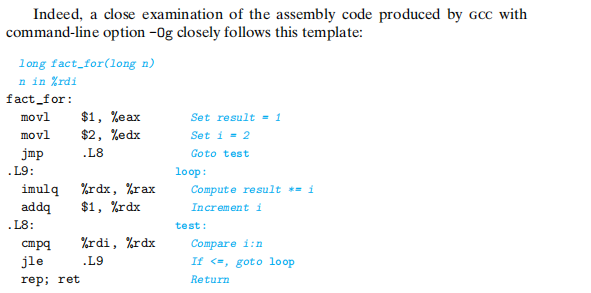 Indeed, a close examination of the assembly code produced by GCC with
command-line option -Og closely follows this template:
long fact_for(long n)
n in %rdi
fact_for:
movl $1, %eax Set result = 1
movl $2, %edx Set i = 2
jmp .L8 Goto test
.L9: loop:
imulq %rdx, %rax Compute result *= i
addq $1, %rdx Increment i
.L8: test:
cmpq %rdi, %rdx Compare i:n
jle .L9 If <=, goto loop
rep; ret Return